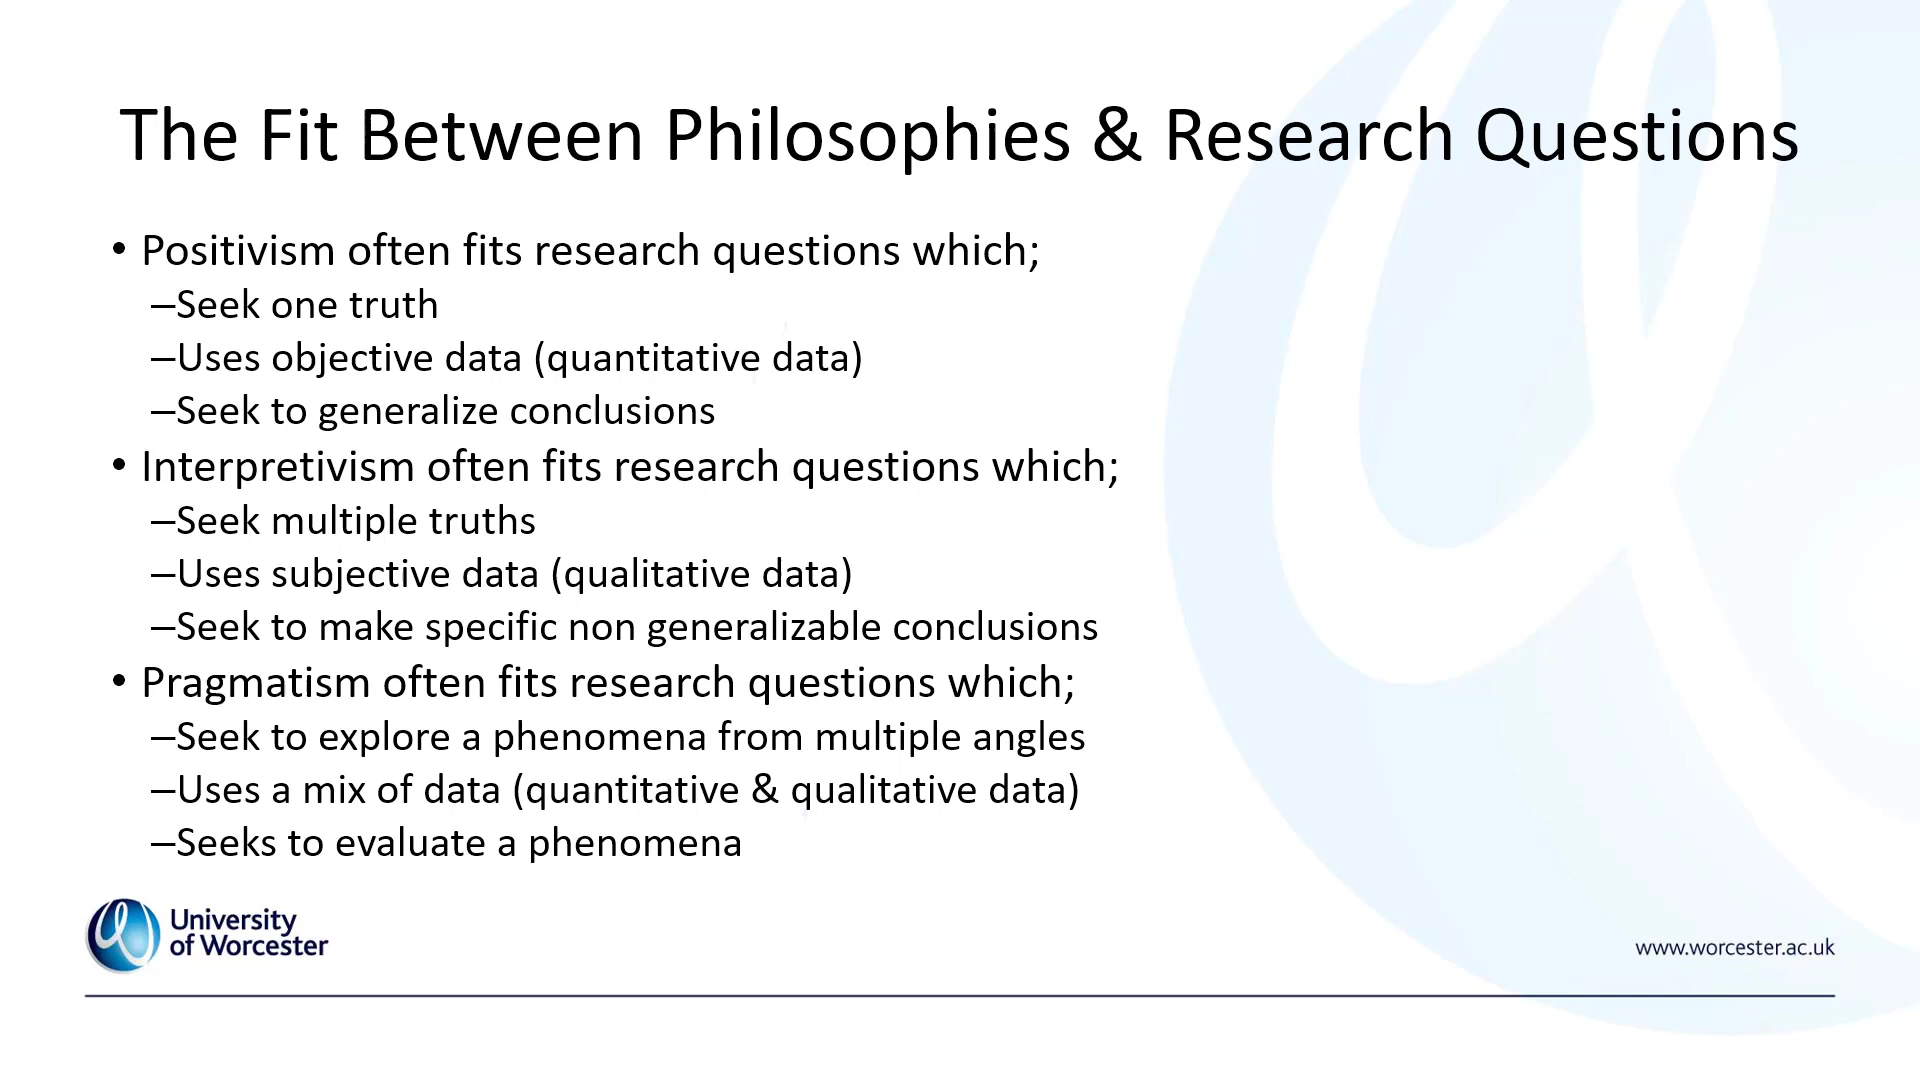 The Fit Between Philosophies & Research Questions
• Positivism often fits research questions which;
–Seek one truth
–Uses objective data (quantitative data)
–Seek to generalize conclusions
• Interpretivism often fits research questions which;
–Seek multiple truths
–Uses subjective data (qualitative data)
–Seek to make specific non generalizable conclusions
• Pragmatism often fits research questions which;
–Seek to explore a phenomena from multiple angles
–Uses a mix of data (quantitative & qualitative data)
–Seeks to evaluate a phenomena
University
of Worcester
www.worcester.ac.uk